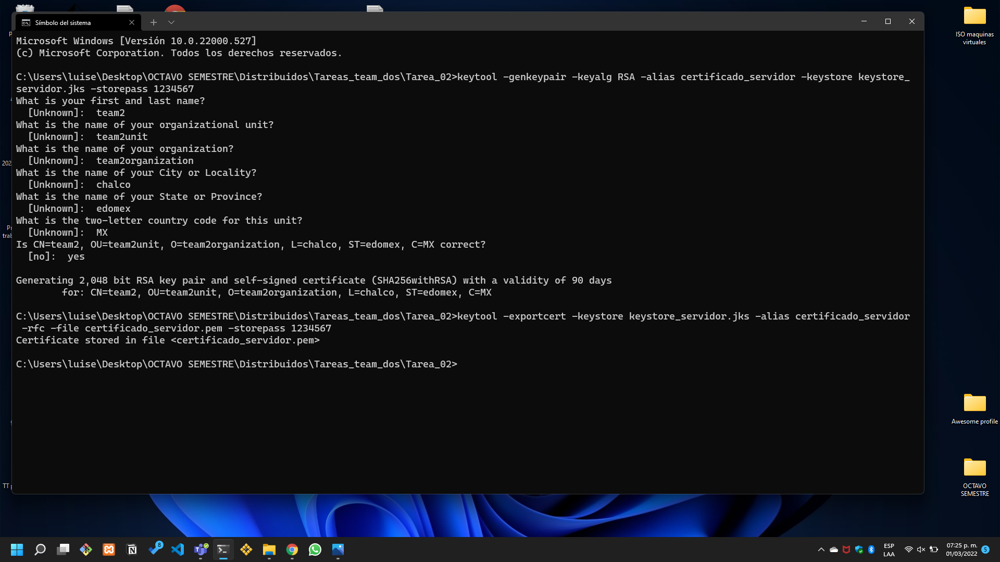 Símbolo del sistema
Microsoft Windows [Versión 10.0.22000.527]
(c) Microsoft Corporation. Todos los derechos reservados.
C:\Users\luise\Desktop\OCTAVO SEMESTRE\Distribuidos\Tareas_team_dos\Tarea_02>keytool -genkeypair -keyalg RSA -alias certificado_servidor -keystore keystore_
servidor.jks -storepass 1234567
What is your first and last name?
[Unknown]: team2
What is the name of your organizational unit?
[Unknown]: team2unit
What is the name of your organization?
[Unknown]: team2organization
What is the name of your City or Locality?
[Unknown]: chalco
What is the name of your State or Province?
[Unknown]: edomex
What is the two-letter country code for this unit?
[Unknown]: MX
Is CN=team2, OU=team2unit, O=team2organization, L=chalco, ST=edomex, C=MX correct?
[no]: yes
Generating 2,048 bit RSA key pair and self-signed certificate (SHA256withRSA) with a validity of 90 days
for: CN=team2, OU=team2unit, O=team2organization, L=chalco, ST=edomex, C=MX
C:\Users\luise\Desktop\OCTAVO SEMESTRE\Distribuidos\Tareas_team_dos\Tarea_02>keytool -exportcert -keystore keystore_servidor.jks -alias certificado_servidor
-rfc -file certificado_servidor.pem -storepass 1234567
Certificate stored in file <certificado_servidor.pem>
C:\Users\luise\Desktop\OCTAVO SEMESTRE\Distribuidos\Tareas_team_dos\Tarea_02>
ISO maquinas
virtuales
Awesome profile
OCTAVO
SEMESTRE
TT
8
ESP
LAA
07:25 p. m.
01/03/2022
5